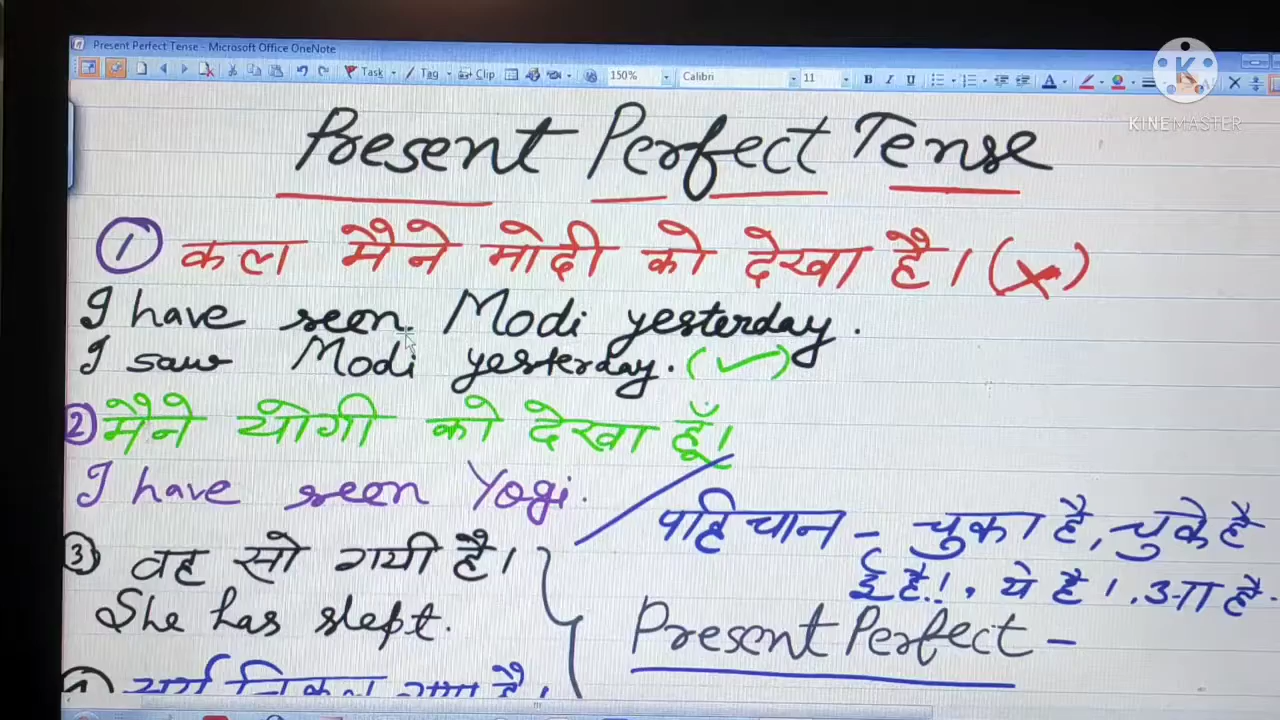 Present Perfect Tense - Microsoft Office OneNote
Task Tag Clip 150% Calibri 11 B I U A
KINEMASTER
Present Perfect Tense
① कल मैने मोदी को देखा है। (×)
I have seen Modi yesterday.
I saw Modi yesterday. (✓)
② मैने योगी को देखा हूँ।
I have seen Yogi.
पहिचान - चुका है, चुके है
ई है।, ये है।, आ है.
③ वह सो गयी है।
She has slept.
Present Perfect -